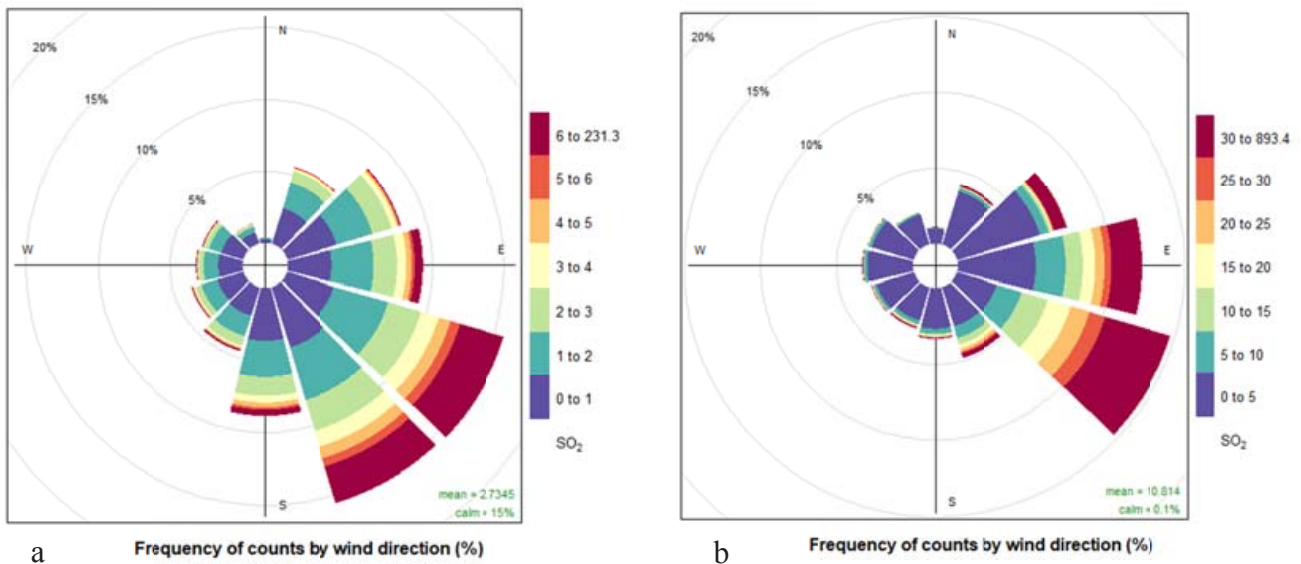 20%
15%
10%
5%
N
W
E
S
6 to 231.3
5 to 6
4 to 5
3 to 4
2 to 3
1 to 2
0 to 1
SO₂
mean = 2.7345
calm = 15%
a
Frequency of counts by wind direction (%)
20%
15%
10%
5%
N
W
E
S
30 to 893.4
25 to 30
20 to 25
15 to 20
10 to 15
5 to 10
0 to 5
SO₂
mean = 10.814
calm = 0.1%
b
Frequency of counts by wind direction (%)